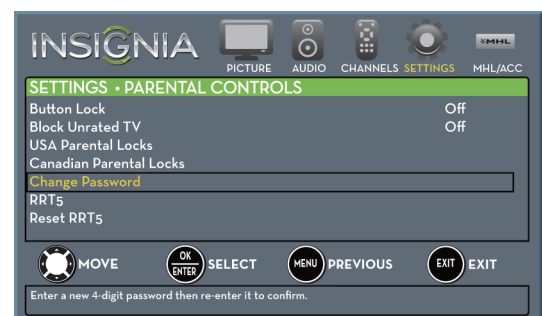 INSIGNIA
PICTURE AUDIO CHANNELS SETTINGS MHL/ACC
MHL
SETTINGS • PARENTAL CONTROLS
Button Lock Off
Block Unrated TV Off
USA Parental Locks
Canadian Parental Locks
Change Password
RRT5
Reset RRT5
MOVE OK ENTER SELECT MENU PREVIOUS EXIT EXIT
Enter a new 4-digit password then re-enter it to confirm.